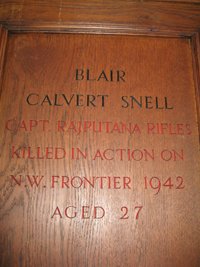 BLAIR
CALVERT SNELL
CAPT. RAJPUTANA RIFLES
KILLED IN ACTION ON
N.W. FRONTIER 1942
AGED 27